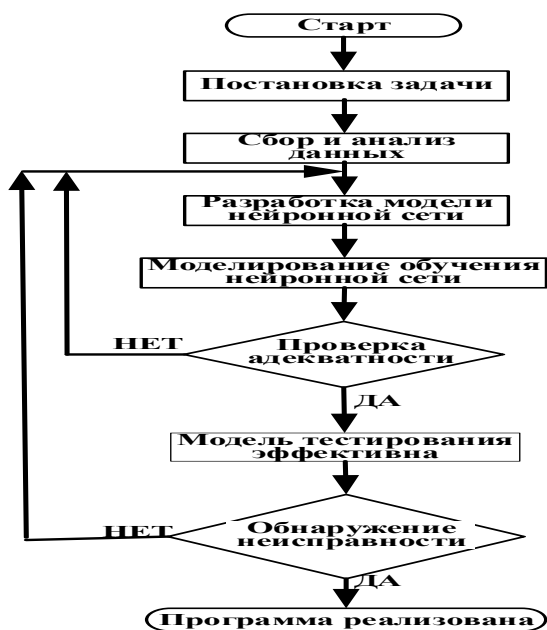 Старт
Постановка задачи
Сбор и анализ
данных
Разработка модели
нейронной сети
Моделирование обучения
нейронной сети
НЕТ
Проверка
адекватности
ДА
Модель тестирования
эффективна
НЕТ
Обнаружение
неисправности
ДА
Программа реализована